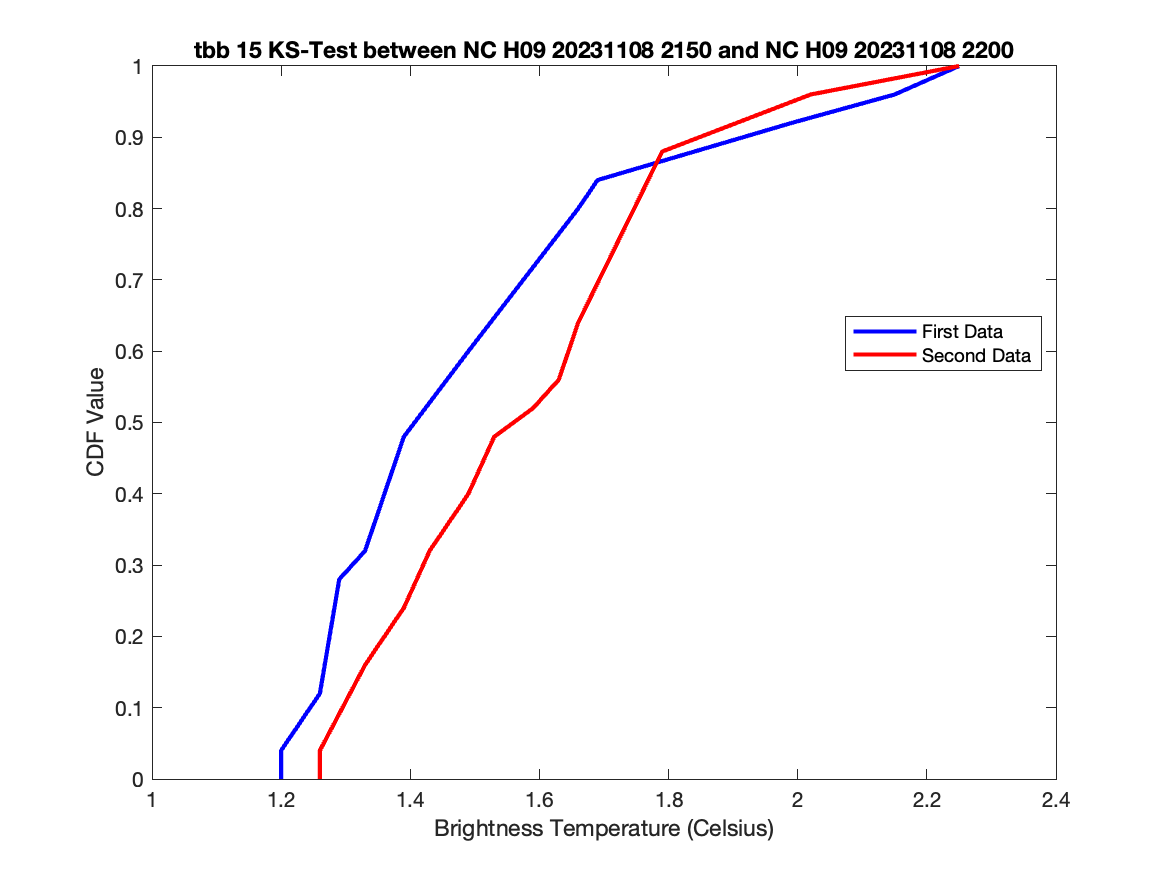 tbb 15 KS-Test between NC H09 20231108 2150 and NC H09 20231108 2200
1
0.9
0.8
0.7
0.6
0.5
0.4
0.3
0.2
0.1
0
CDF Value
First Data
Second Data
1 1.2 1.4 1.6 1.8 2 2.2 2.4
Brightness Temperature (Celsius)